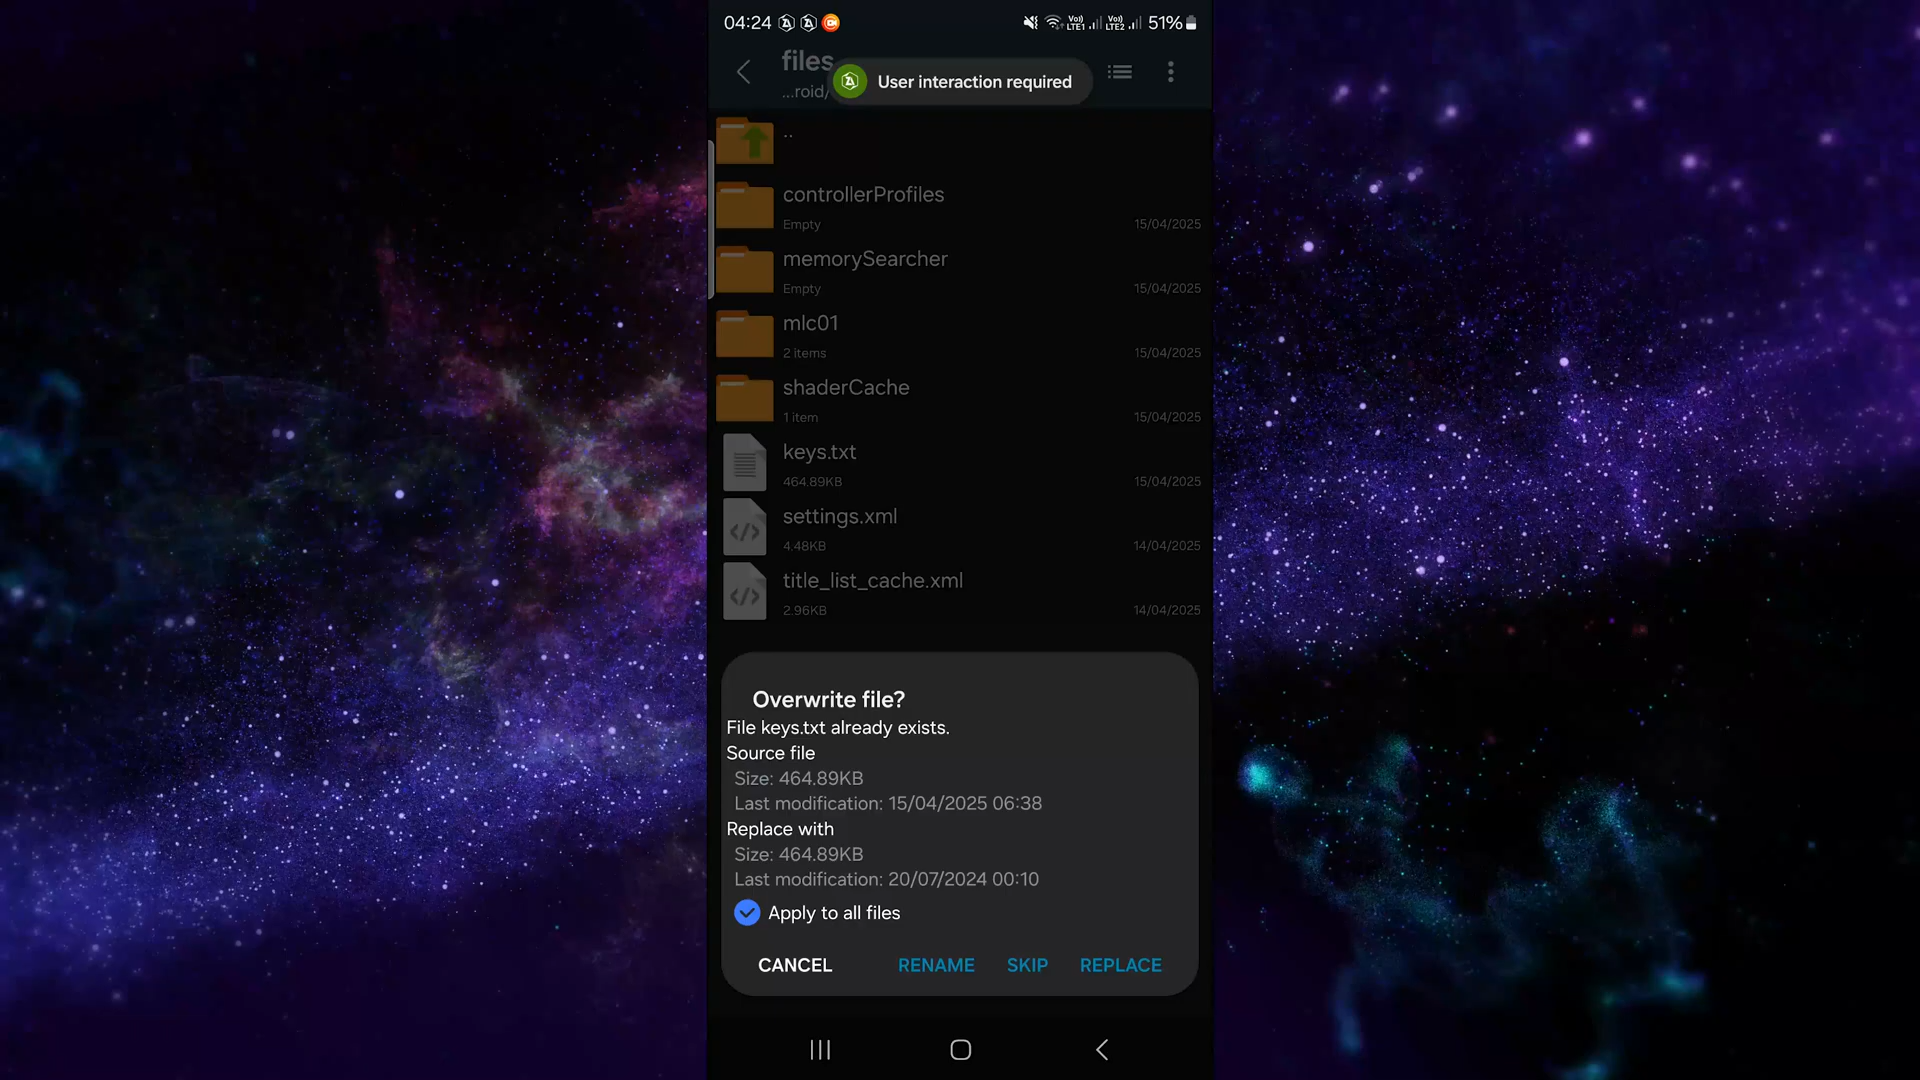 04:24
Vo) LTE1 Vo) LTE2 51%
files
...roid/
User interaction required
..
controllerProfiles
Empty 15/04/2025
memorySearcher
Empty 15/04/2025
mlc01
2 items 15/04/2025
shaderCache
1 item 15/04/2025
keys.txt
464.89KB 15/04/2025
settings.xml
4.48KB 14/04/2025
title_list_cache.xml
2.96KB 14/04/2025
Overwrite file?
File keys.txt already exists.
Source file
Size: 464.89KB
Last modification: 15/04/2025 06:38
Replace with
Size: 464.89KB
Last modification: 20/07/2024 00:10
Apply to all files
CANCEL RENAME SKIP REPLACE